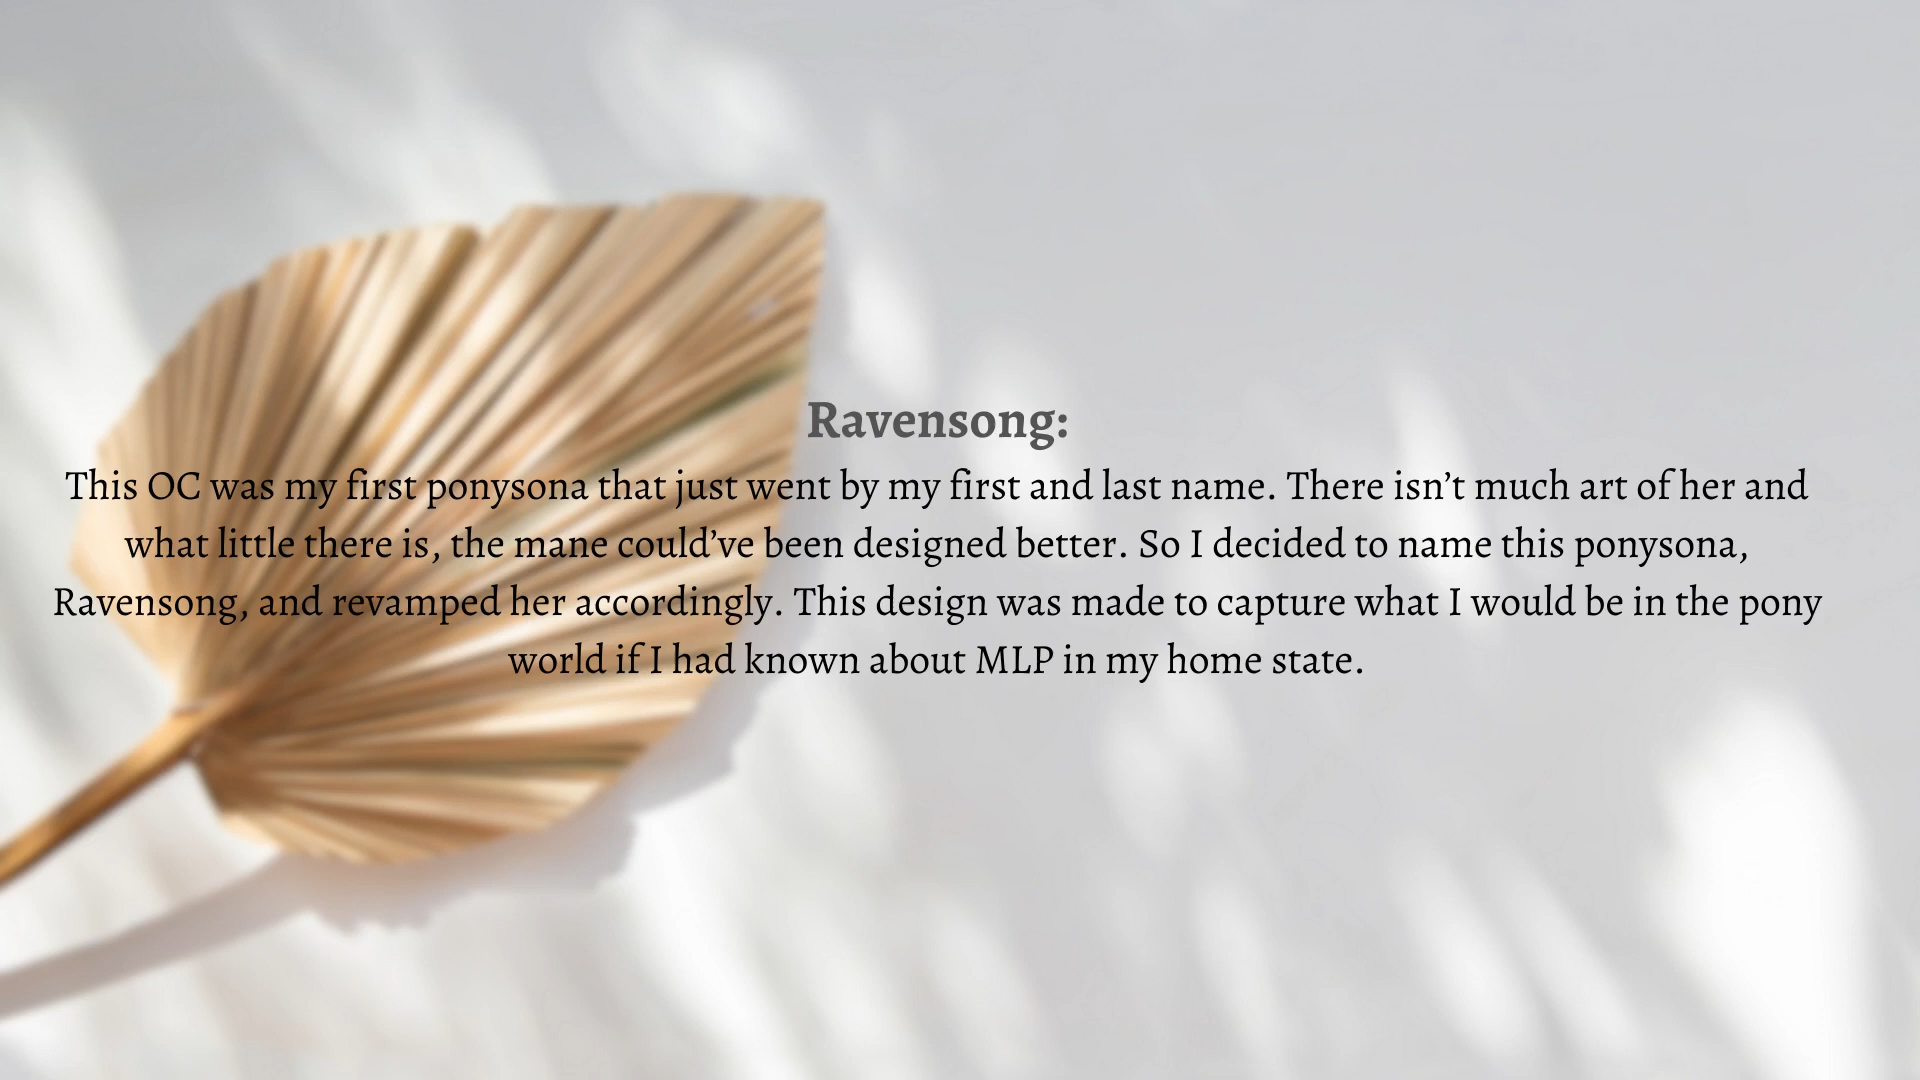 Ravensong:
This OC was my first ponysona that just went by my first and last name. There isn’t much art of her and
what little there is, the mane could’ve been designed better. So I decided to name this ponysona,
Ravensong, and revamped her accordingly. This design was made to capture what I would be in the pony
world if I had known about MLP in my home state.